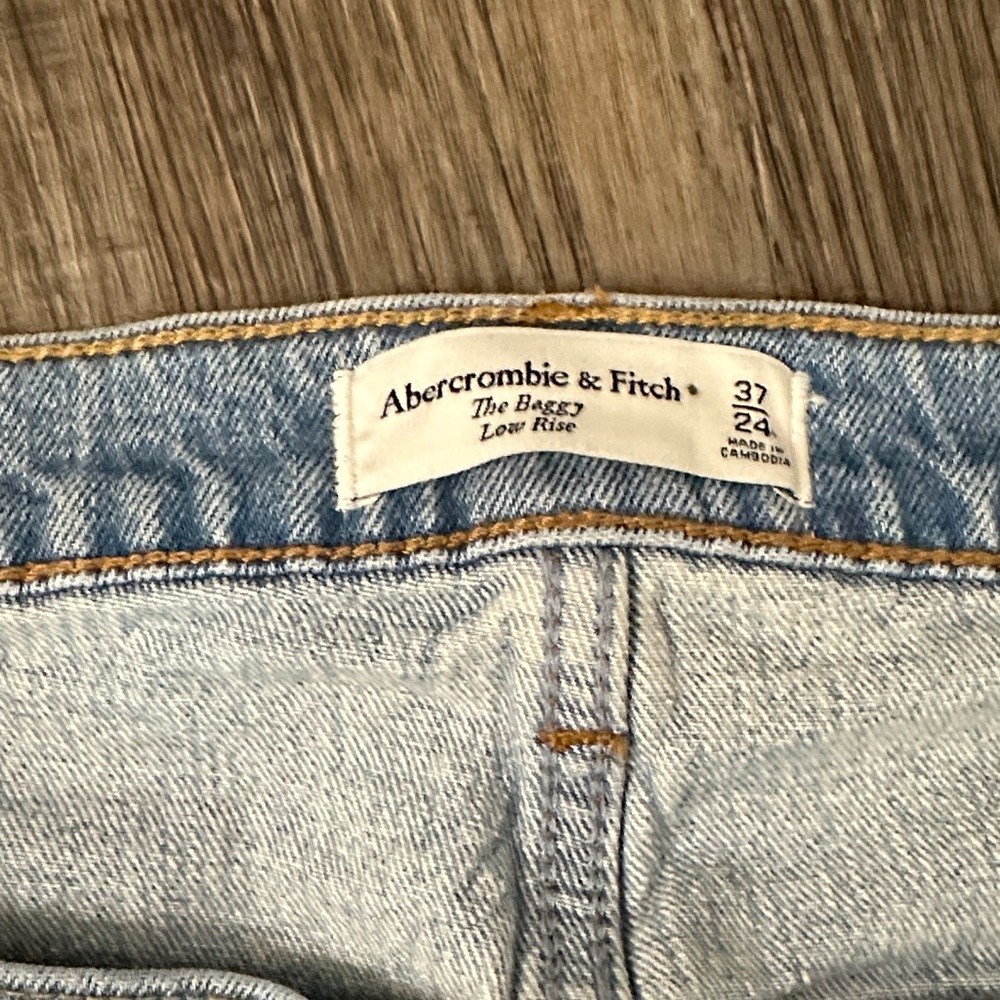 Abercrombie & Fitch
The Baggy
Low Rise
37
24
MADE IN
CAMBODIA